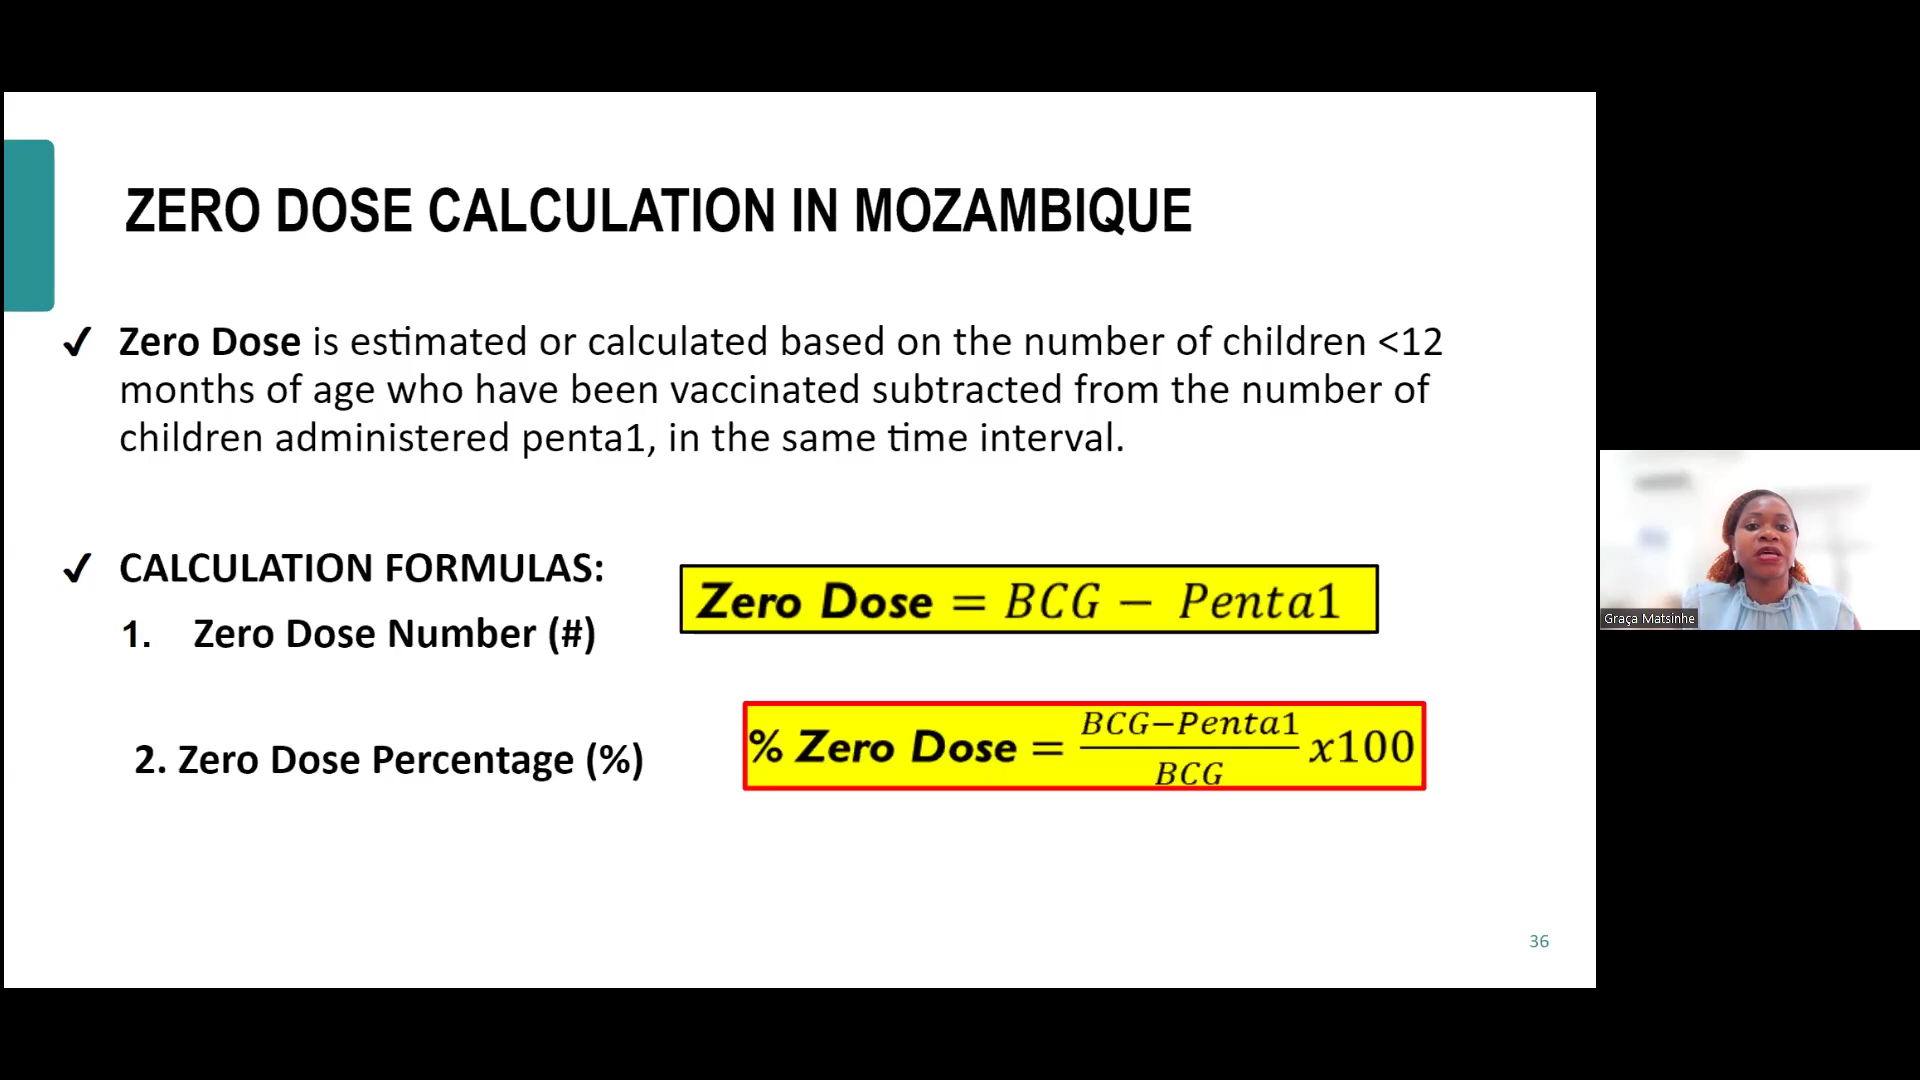 ZERO DOSE CALCULATION IN MOZAMBIQUE
✓ Zero Dose is estimated or calculated based on the number of children <12
months of age who have been vaccinated subtracted from the number of
children administered penta1, in the same time interval.
✓ CALCULATION FORMULAS:
Zero Dose = BCG − Penta1
1. Zero Dose Number (#)
% Zero Dose = BCG−Penta1 / BCG x100
2. Zero Dose Percentage (%)
36
Graça Matsinhe